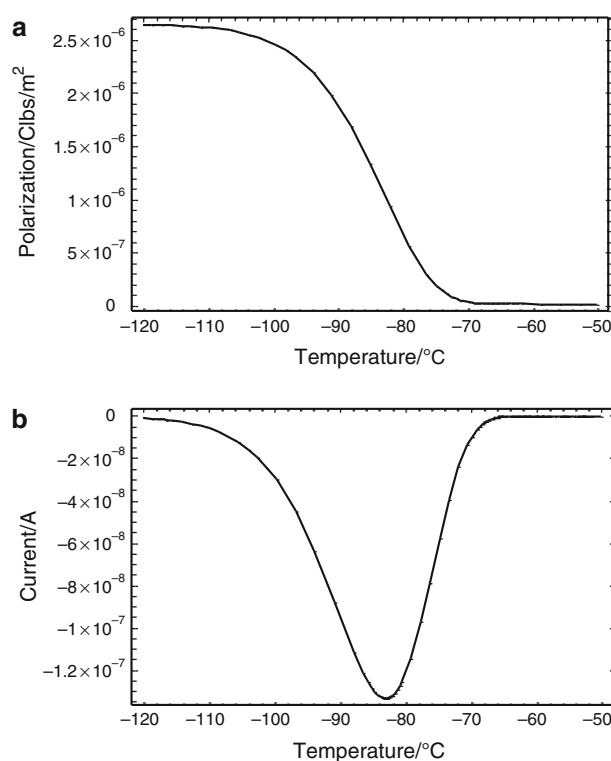 a
Polarization/Clbs/m²
2.5×10⁻⁶
2×10⁻⁶
1.5×10⁻⁶
1×10⁻⁶
5×10⁻⁷
0
−120 −110 −100 −90 −80 −70 −60 −50
Temperature/°C
b
Current/A
0
−2×10⁻⁸
−4×10⁻⁸
−6×10⁻⁸
−8×10⁻⁸
−1×10⁻⁷
−1.2×10⁻⁷
−120 −110 −100 −90 −80 −70 −60 −50
Temperature/°C